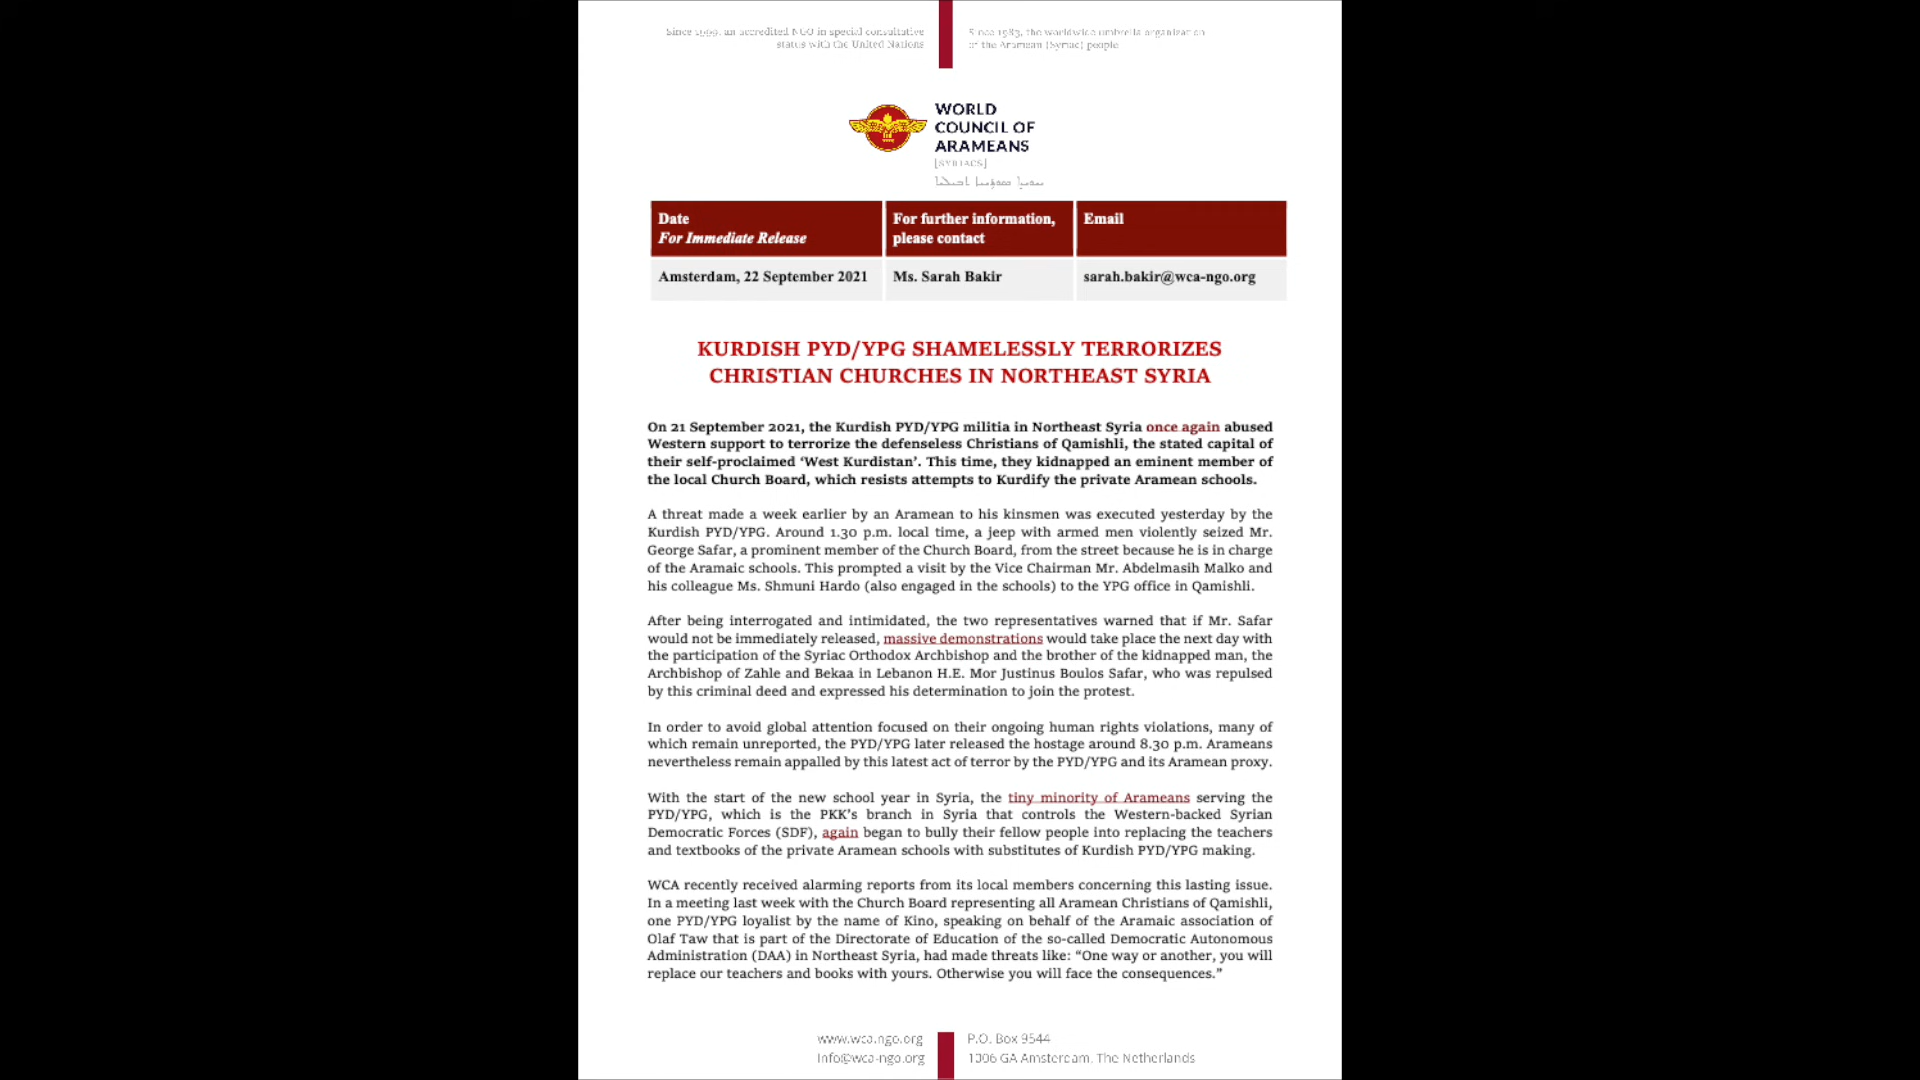 Since 1999, an accredited NGO in special consultative
status with the United Nations
Since 1983, the worldwide umbrella organization
of the Aramean (Syriac) people
WORLD
COUNCIL OF
ARAMEANS
[SYRIACS]
Date
For Immediate Release
For further information,
please contact
Email
Amsterdam, 22 September 2021
Ms. Sarah Bakir
sarah.bakir@wca-ngo.org
KURDISH PYD/YPG SHAMELESSLY TERRORIZES
CHRISTIAN CHURCHES IN NORTHEAST SYRIA
On 21 September 2021, the Kurdish PYD/YPG militia in Northeast Syria once again abused
Western support to terrorize the defenseless Christians of Qamishli, the stated capital of
their self-proclaimed ‘West Kurdistan’. This time, they kidnapped an eminent member of
the local Church Board, which resists attempts to Kurdify the private Aramean schools.
A threat made a week earlier by an Aramean to his kinsmen was executed yesterday by the
Kurdish PYD/YPG. Around 1.30 p.m. local time, a jeep with armed men violently seized Mr.
George Safar, a prominent member of the Church Board, from the street because he is in charge
of the Aramaic schools. This prompted a visit by the Vice Chairman Mr. Abdelmasih Malko and
his colleague Ms. Shmuni Hardo (also engaged in the schools) to the YPG office in Qamishli.
After being interrogated and intimidated, the two representatives warned that if Mr. Safar
would not be immediately released, massive demonstrations would take place the next day with
the participation of the Syriac Orthodox Archbishop and the brother of the kidnapped man, the
Archbishop of Zahle and Bekaa in Lebanon H.E. Mor Justinus Boulos Safar, who was repulsed
by this criminal deed and expressed his determination to join the protest.
In order to avoid global attention focused on their ongoing human rights violations, many of
which remain unreported, the PYD/YPG later released the hostage around 8.30 p.m. Arameans
nevertheless remain appalled by this latest act of terror by the PYD/YPG and its Aramean proxy.
With the start of the new school year in Syria, the tiny minority of Arameans serving the
PYD/YPG, which is the PKK’s branch in Syria that controls the Western-backed Syrian
Democratic Forces (SDF), again began to bully their fellow people into replacing the teachers
and textbooks of the private Aramean schools with substitutes of Kurdish PYD/YPG making.
WCA recently received alarming reports from its local members concerning this lasting issue.
In a meeting last week with the Church Board representing all Aramean Christians of Qamishli,
one PYD/YPG loyalist by the name of Kino, speaking on behalf of the Aramaic association of
Olaf Taw that is part of the Directorate of Education of the so-called Democratic Autonomous
Administration (DAA) in Northeast Syria, had made threats like: “One way or another, you will
replace our teachers and books with yours. Otherwise you will face the consequences.”
www.wca.ngo.org
info@wca-ngo.org
P.O. Box 9544
1006 GA Amsterdam, The Netherlands